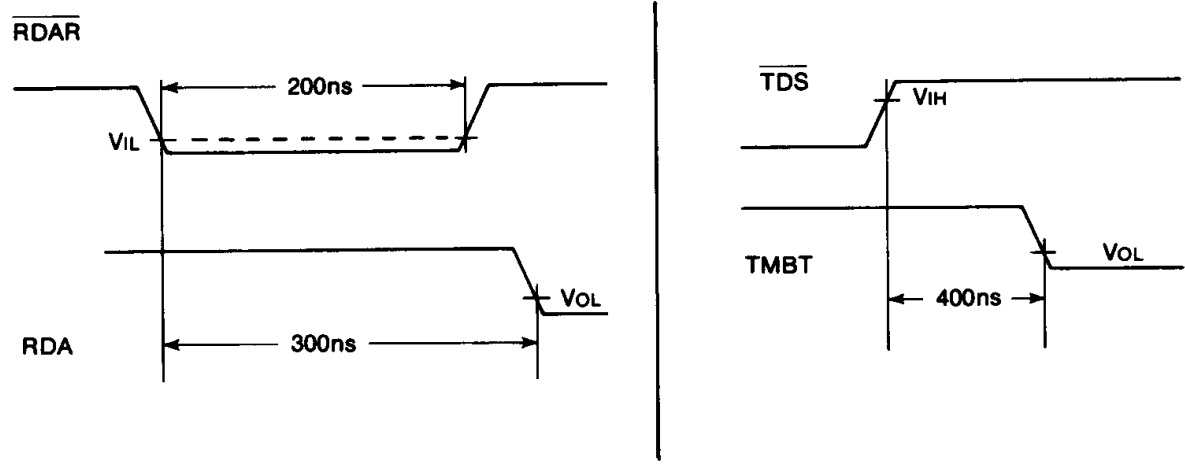 RDAR
200ns
VIL
VOL
RDA
300ns
TDS
VIH
TMBT
VOL
400ns